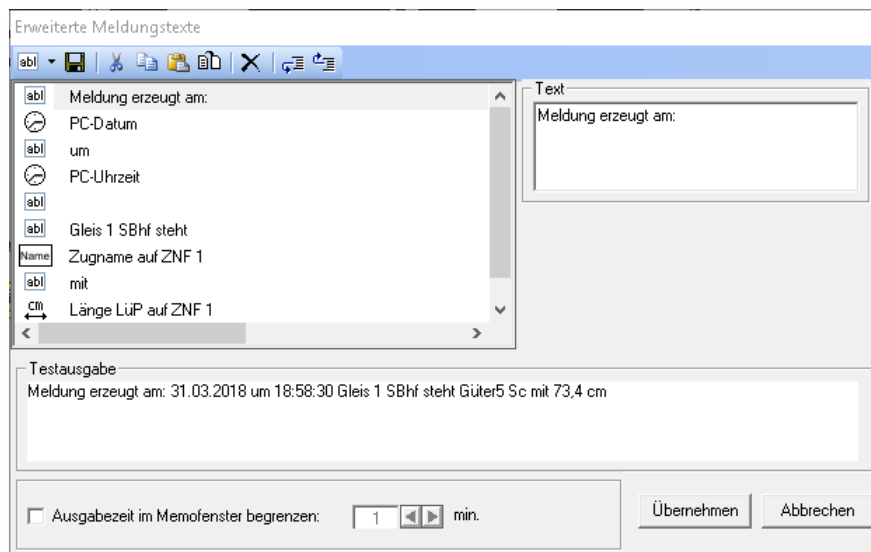 Erweiterte Meldungstexte
abl
abl Meldung erzeugt am:
PC-Datum
abl um
PC-Uhrzeit
abl
abl Gleis 1 SBhf steht
Name Zugname auf ZNF 1
abl mit
cm Länge LüP auf ZNF 1
Text
Meldung erzeugt am:
Testausgabe
Meldung erzeugt am: 31.03.2018 um 18:58:30 Gleis 1 SBhf steht Güter5 Sc mit 73,4 cm
Ausgabezeit im Memofenster begrenzen: 1 min.
Übernehmen Abbrechen